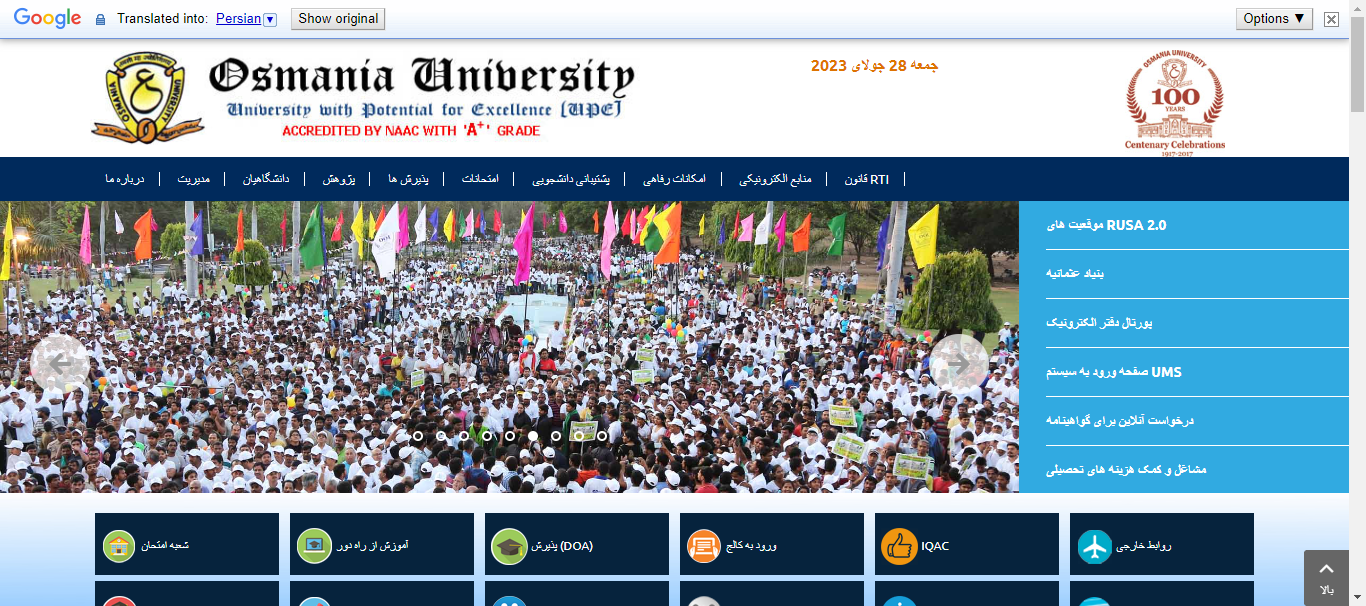 Google Translated into: Persian Show original Options ▼
Osmania University
University with Potential for Excellence [UPE]
ACCREDITED BY NAAC WITH 'A+' GRADE
جمعه 28 جولای 2023
OSMANIA UNIVERSITY
100
YEARS
Centenary Celebrations
1917-2017
OSMANIA
UNIVERSITY
درباره ما
مدیریت
دانشگاهیان
پژوهش
پذیرش ها
امتحانات
پشتیبانی دانشجویی
امکانات رفاهی
منابع الکترونیکی
قانون RTI
موقعیت های RUSA 2.0
بنیاد عثمانیه
پورتال دفتر الکترونیک
صفحه ورود به سیستم UMS
درخواست آنلاین برای گواهینامه
مشاغل و کمک هزینه های تحصیلی
شعبه امتحان
آموزش از راه دور
پذیرش (DOA)
ورود به کالج
IQAC
روابط خارجی
بالا